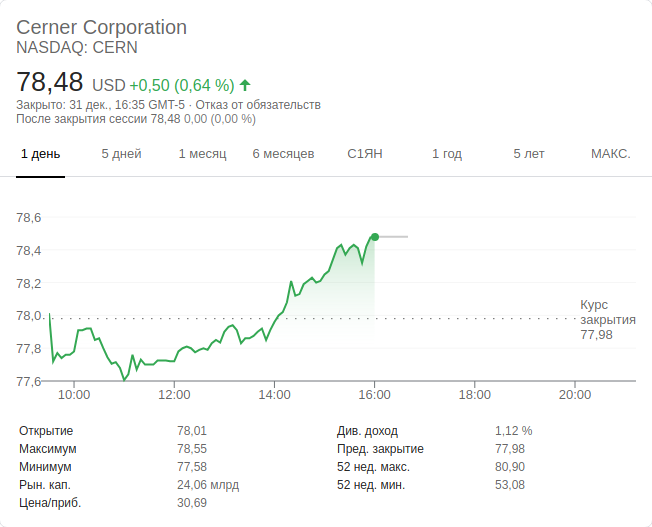 Cerner Corporation
NASDAQ: CERN
78,48 USD +0,50 (0,64 %)
Закрыто: 31 дек., 16:35 GMT-5 · Отказ от обязательств
После закрытия сессии 78,48 0,00 (0,00 %)
1 день 5 дней 1 месяц 6 месяцев С1ЯН 1 год 5 лет МАКС.
78,6
78,4
78,2
78,0
77,8
77,6
Курс
закрытия
77,98
10:00 12:00 14:00 16:00 18:00 20:00
Открытие 78,01 Див. доход 1,12 %
Максимум 78,55 Пред. закрытие 77,98
Минимум 77,58 52 нед. макс. 80,90
Рын. кап. 24,06 млрд 52 нед. мин. 53,08
Цена/приб. 30,69